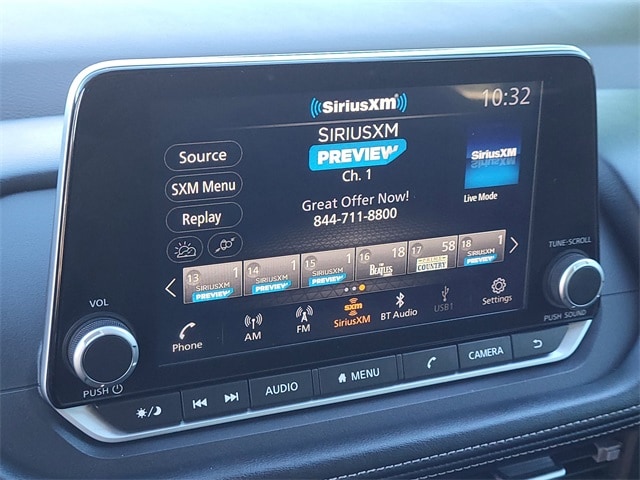 SiriusXM
10:32
SIRIUSXM
PREVIEW
Ch. 1
Great Offer Now!
844-711-8800
Source
SXM Menu
Replay
SiriusXM
Live Mode
13 1
SIRIUSXM
PREVIEW
14 1
SIRIUSXM
PREVIEW
15 1
SIRIUSXM
PREVIEW
16 18
THE BEATLES
17 58
COUNTRY
18 1
SIRIUSXM
PREVIEW
Phone
AM
FM
SXM
SiriusXM
BT Audio
USB1
Settings
VOL
PUSH
TUNE·SCROLL
PUSH SOUND
AUDIO
MENU
CAMERA